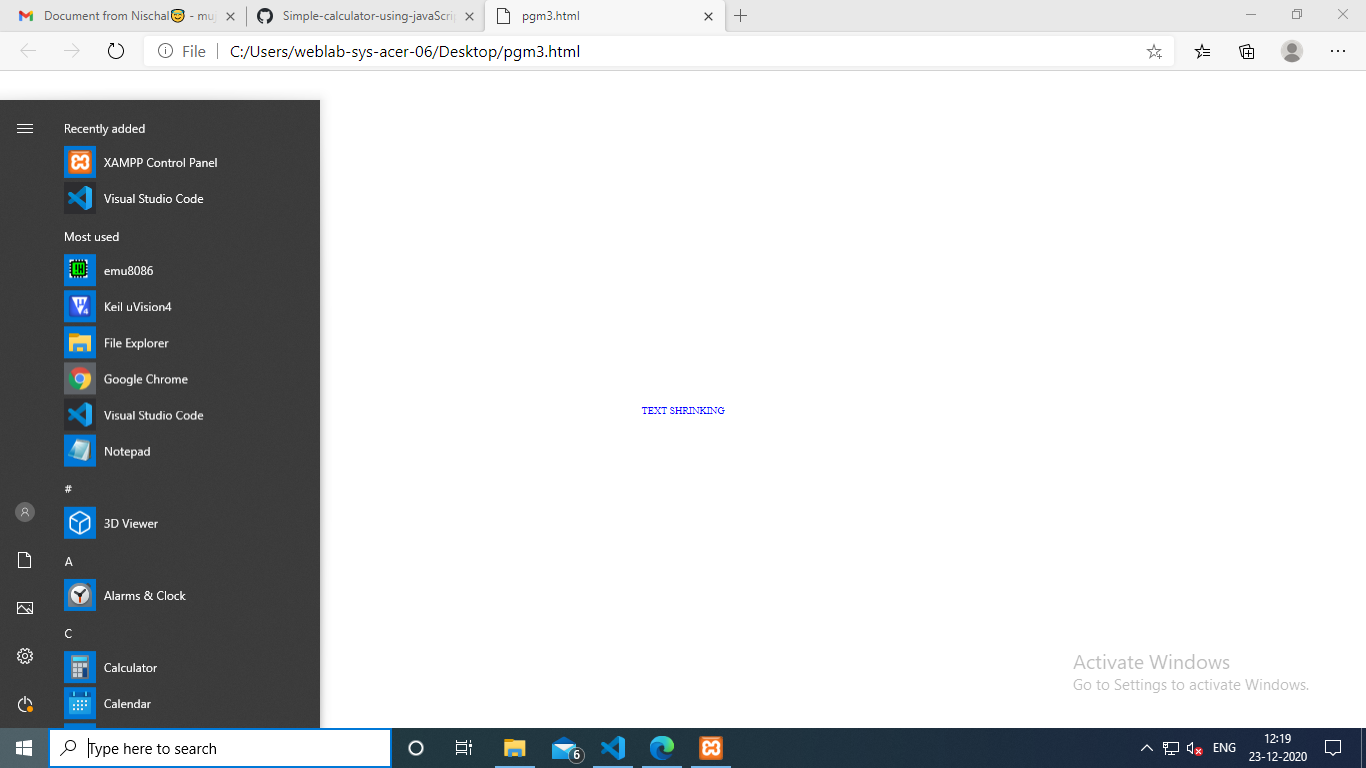 Document from Nischal😇 - mu
Simple-calculator-using-javaScrip
pgm3.html
File
C:/Users/weblab-sys-acer-06/Desktop/pgm3.html
Recently added
XAMPP Control Panel
Visual Studio Code
Most used
emu8086
Keil uVision4
File Explorer
Google Chrome
Visual Studio Code
Notepad
#
3D Viewer
A
Alarms & Clock
C
Calculator
Calendar
TEXT SHRINKING
Activate Windows
Go to Settings to activate Windows.
Type here to search
6
ENG
12:19
23-12-2020